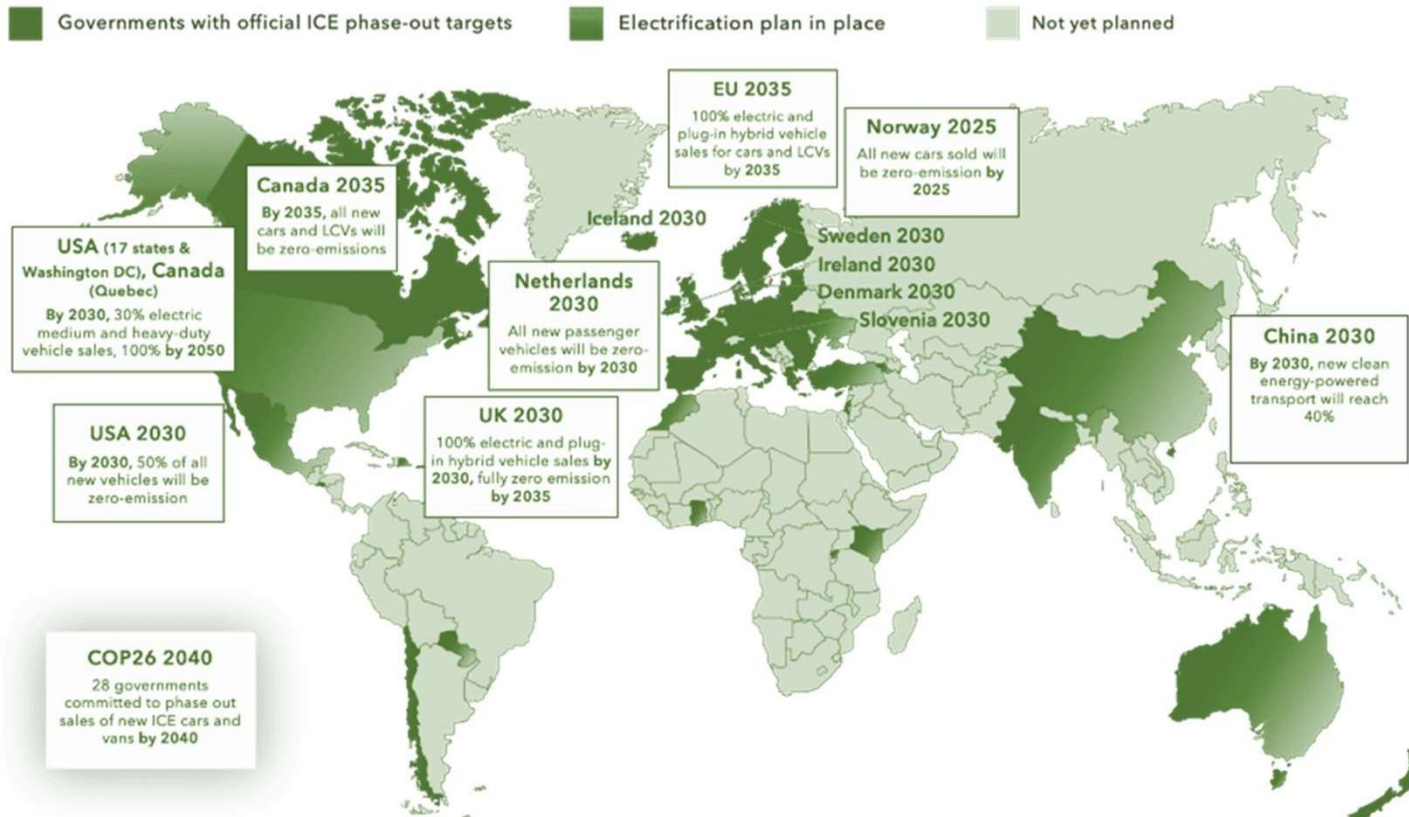 Governments with official ICE phase-out targets
Electrification plan in place
Not yet planned
EU 2035
100% electric and
plug-in hybrid vehicle
sales for cars and LCVs
by 2035
Norway 2025
All new cars sold will
be zero-emission by
2025
Canada 2035
By 2035, all new
cars and LCVs will
be zero-emissions
Iceland 2030
Sweden 2030
Ireland 2030
Denmark 2030
Slovenia 2030
USA (17 states &
Washington DC), Canada
(Quebec)
By 2030, 30% electric
medium and heavy-duty
vehicle sales, 100% by 2050
Netherlands
2030
All new passenger
vehicles will be zero-
emission by 2030
China 2030
By 2030, new clean
energy-powered
transport will reach
40%
USA 2030
By 2030, 50% of all
new vehicles will be
zero-emission
UK 2030
100% electric and plug-
in hybrid vehicle sales by
2030, fully zero emission
by 2035
COP26 2040
28 governments
committed to phase out
sales of new ICE cars and
vans by 2040